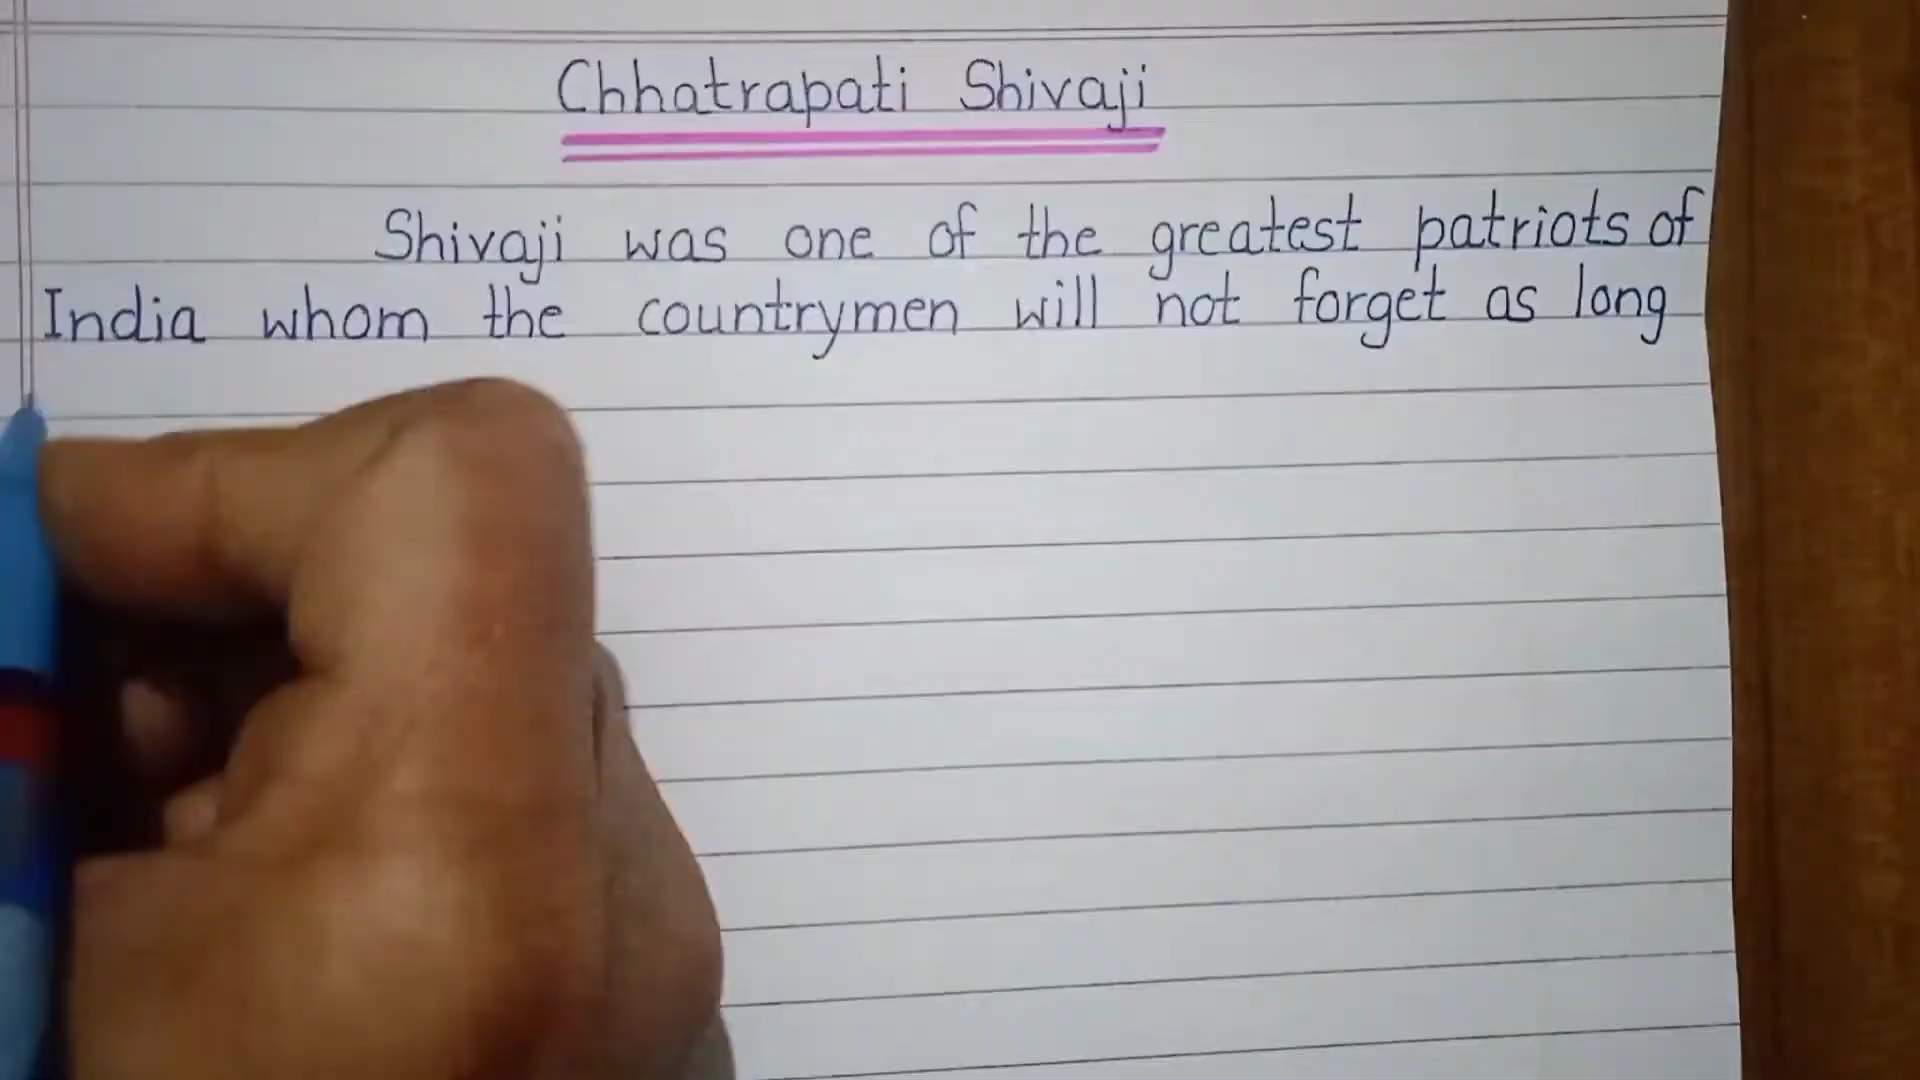 Chhatrapati Shivaji
Shivaji was one of the greatest patriots of
India whom the countrymen will not forget as long